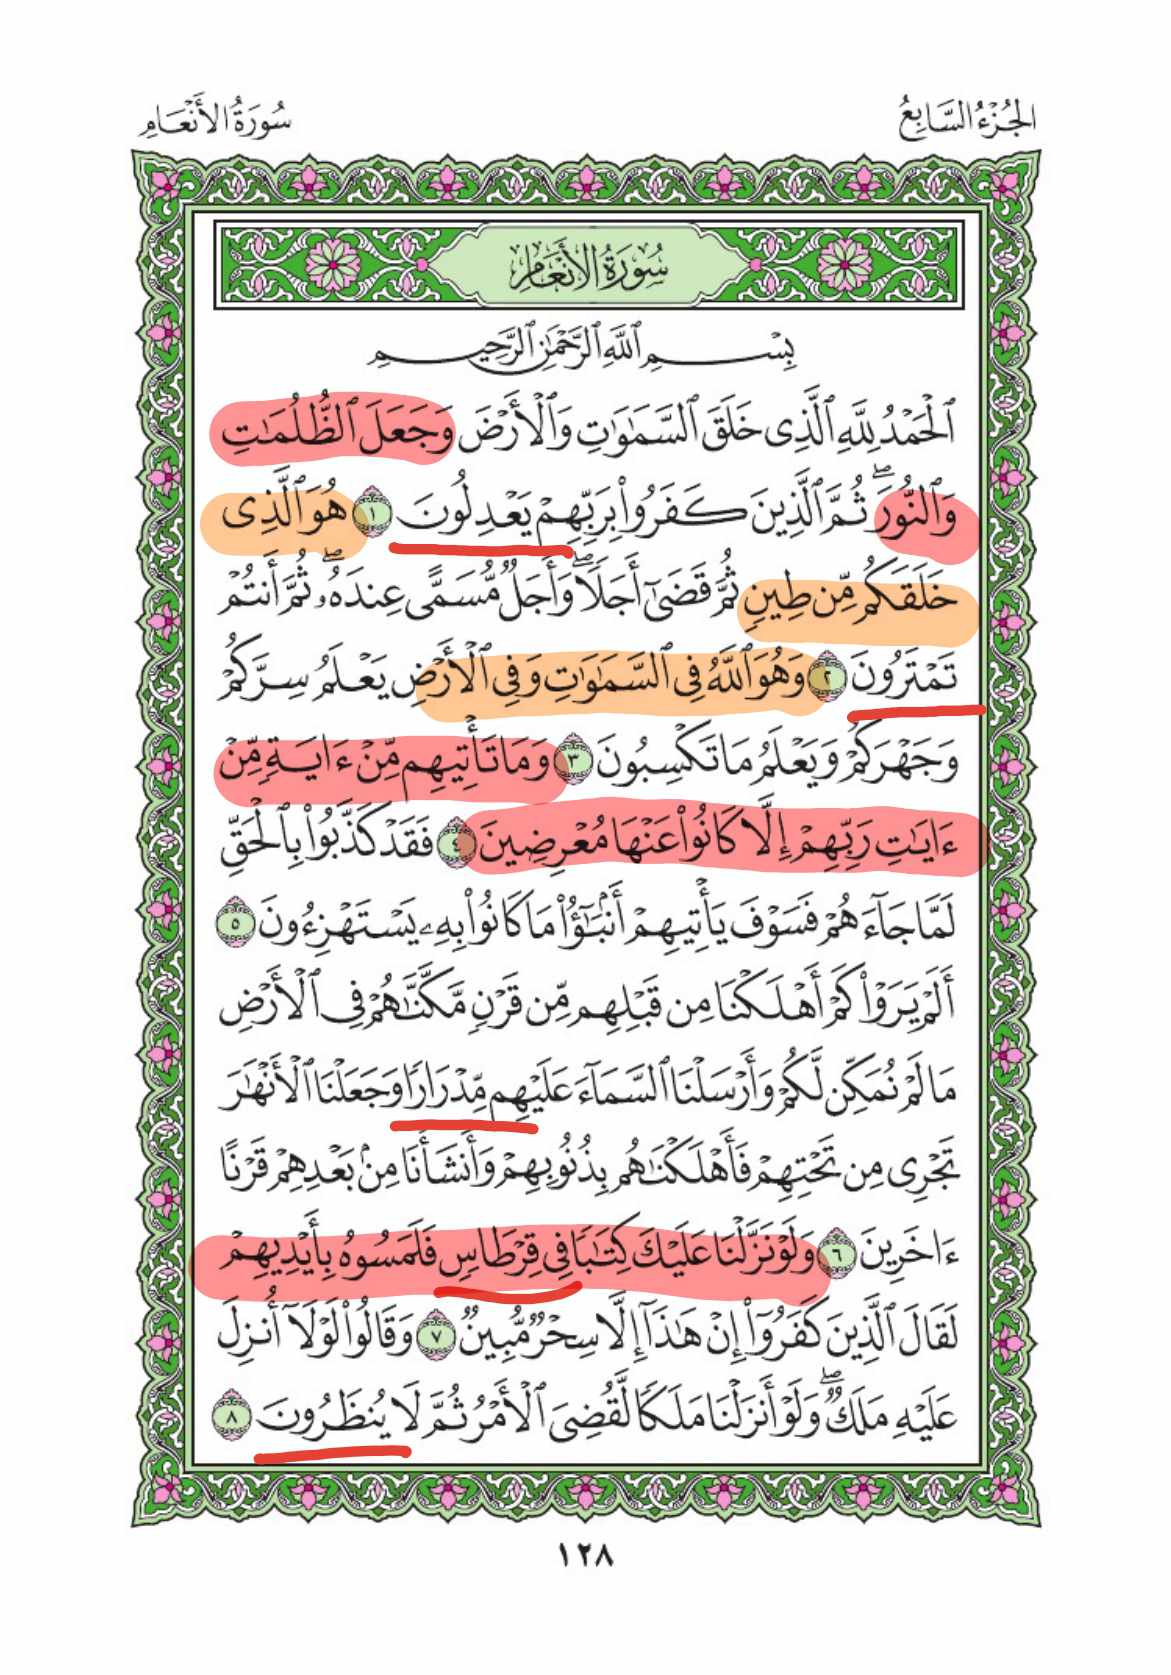 الجُزْءُ السَّابِعُ
سُورَةُ الأَنْعَامِ
سُورَةُ الأَنْعَامِ
بِسْمِ ٱللَّهِ ٱلرَّحْمَٰنِ ٱلرَّحِيمِ
ٱلْحَمْدُ لِلَّهِ ٱلَّذِى خَلَقَ ٱلسَّمَٰوَٰتِ وَٱلْأَرْضَ وَجَعَلَ ٱلظُّلُمَٰتِ
وَٱلنُّورَۖ ثُمَّ ٱلَّذِينَ كَفَرُوا۟ بِرَبِّهِمْ يَعْدِلُونَ ١ هُوَ ٱلَّذِى
خَلَقَكُم مِّن طِينٍ ثُمَّ قَضَىٰٓ أَجَلًاۖ وَأَجَلٌ مُّسَمًّى عِندَهُۥۖ ثُمَّ أَنتُمْ
تَمْتَرُونَ ٢ وَهُوَ ٱللَّهُ فِى ٱلسَّمَٰوَٰتِ وَفِى ٱلْأَرْضِ يَعْلَمُ سِرَّكُمْ
وَجَهْرَكُمْ وَيَعْلَمُ مَا تَكْسِبُونَ ٣ وَمَا تَأْتِيهِم مِّنْ ءَايَةٍ مِّنْ
ءَايَٰتِ رَبِّهِمْ إِلَّا كَانُوا۟ عَنْهَا مُعْرِضِينَ ٤ فَقَدْ كَذَّبُوا۟ بِٱلْحَقِّ
لَمَّا جَآءَهُمْ فَسَوْفَ يَأْتِيهِمْ أَنۢبَٰٓؤُا۟ مَا كَانُوا۟ بِهِۦ يَسْتَهْزِءُونَ ٥
أَلَمْ يَرَوْا۟ كَمْ أَهْلَكْنَا مِن قَبْلِهِم مِّن قَرْنٍ مَّكَّنَّٰهُمْ فِى ٱلْأَرْضِ
مَا لَمْ نُمَكِّن لَّكُمْ وَأَرْسَلْنَا ٱلسَّمَآءَ عَلَيْهِم مِّدْرَارًا وَجَعَلْنَا ٱلْأَنْهَٰرَ
تَجْرِى مِن تَحْتِهِمْ فَأَهْلَكْنَٰهُم بِذُنُوبِهِمْ وَأَنشَأْنَا مِنۢ بَعْدِهِمْ قَرْنًا
ءَاخَرِينَ ٦ وَلَوْ نَزَّلْنَا عَلَيْكَ كِتَٰبًا فِى قِرْطَاسٍ فَلَمَسُوهُ بِأَيْدِيهِمْ
لَقَالَ ٱلَّذِينَ كَفَرُوٓا۟ إِنْ هَٰذَآ إِلَّا سِحْرٌ مُّبِينٌ ٧ وَقَالُوا۟ لَوْلَآ أُنزِلَ
عَلَيْهِ مَلَكٌۖ وَلَوْ أَنزَلْنَا مَلَكًا لَّقُضِىَ ٱلْأَمْرُ ثُمَّ لَا يُنظَرُونَ ٨
١٢٨